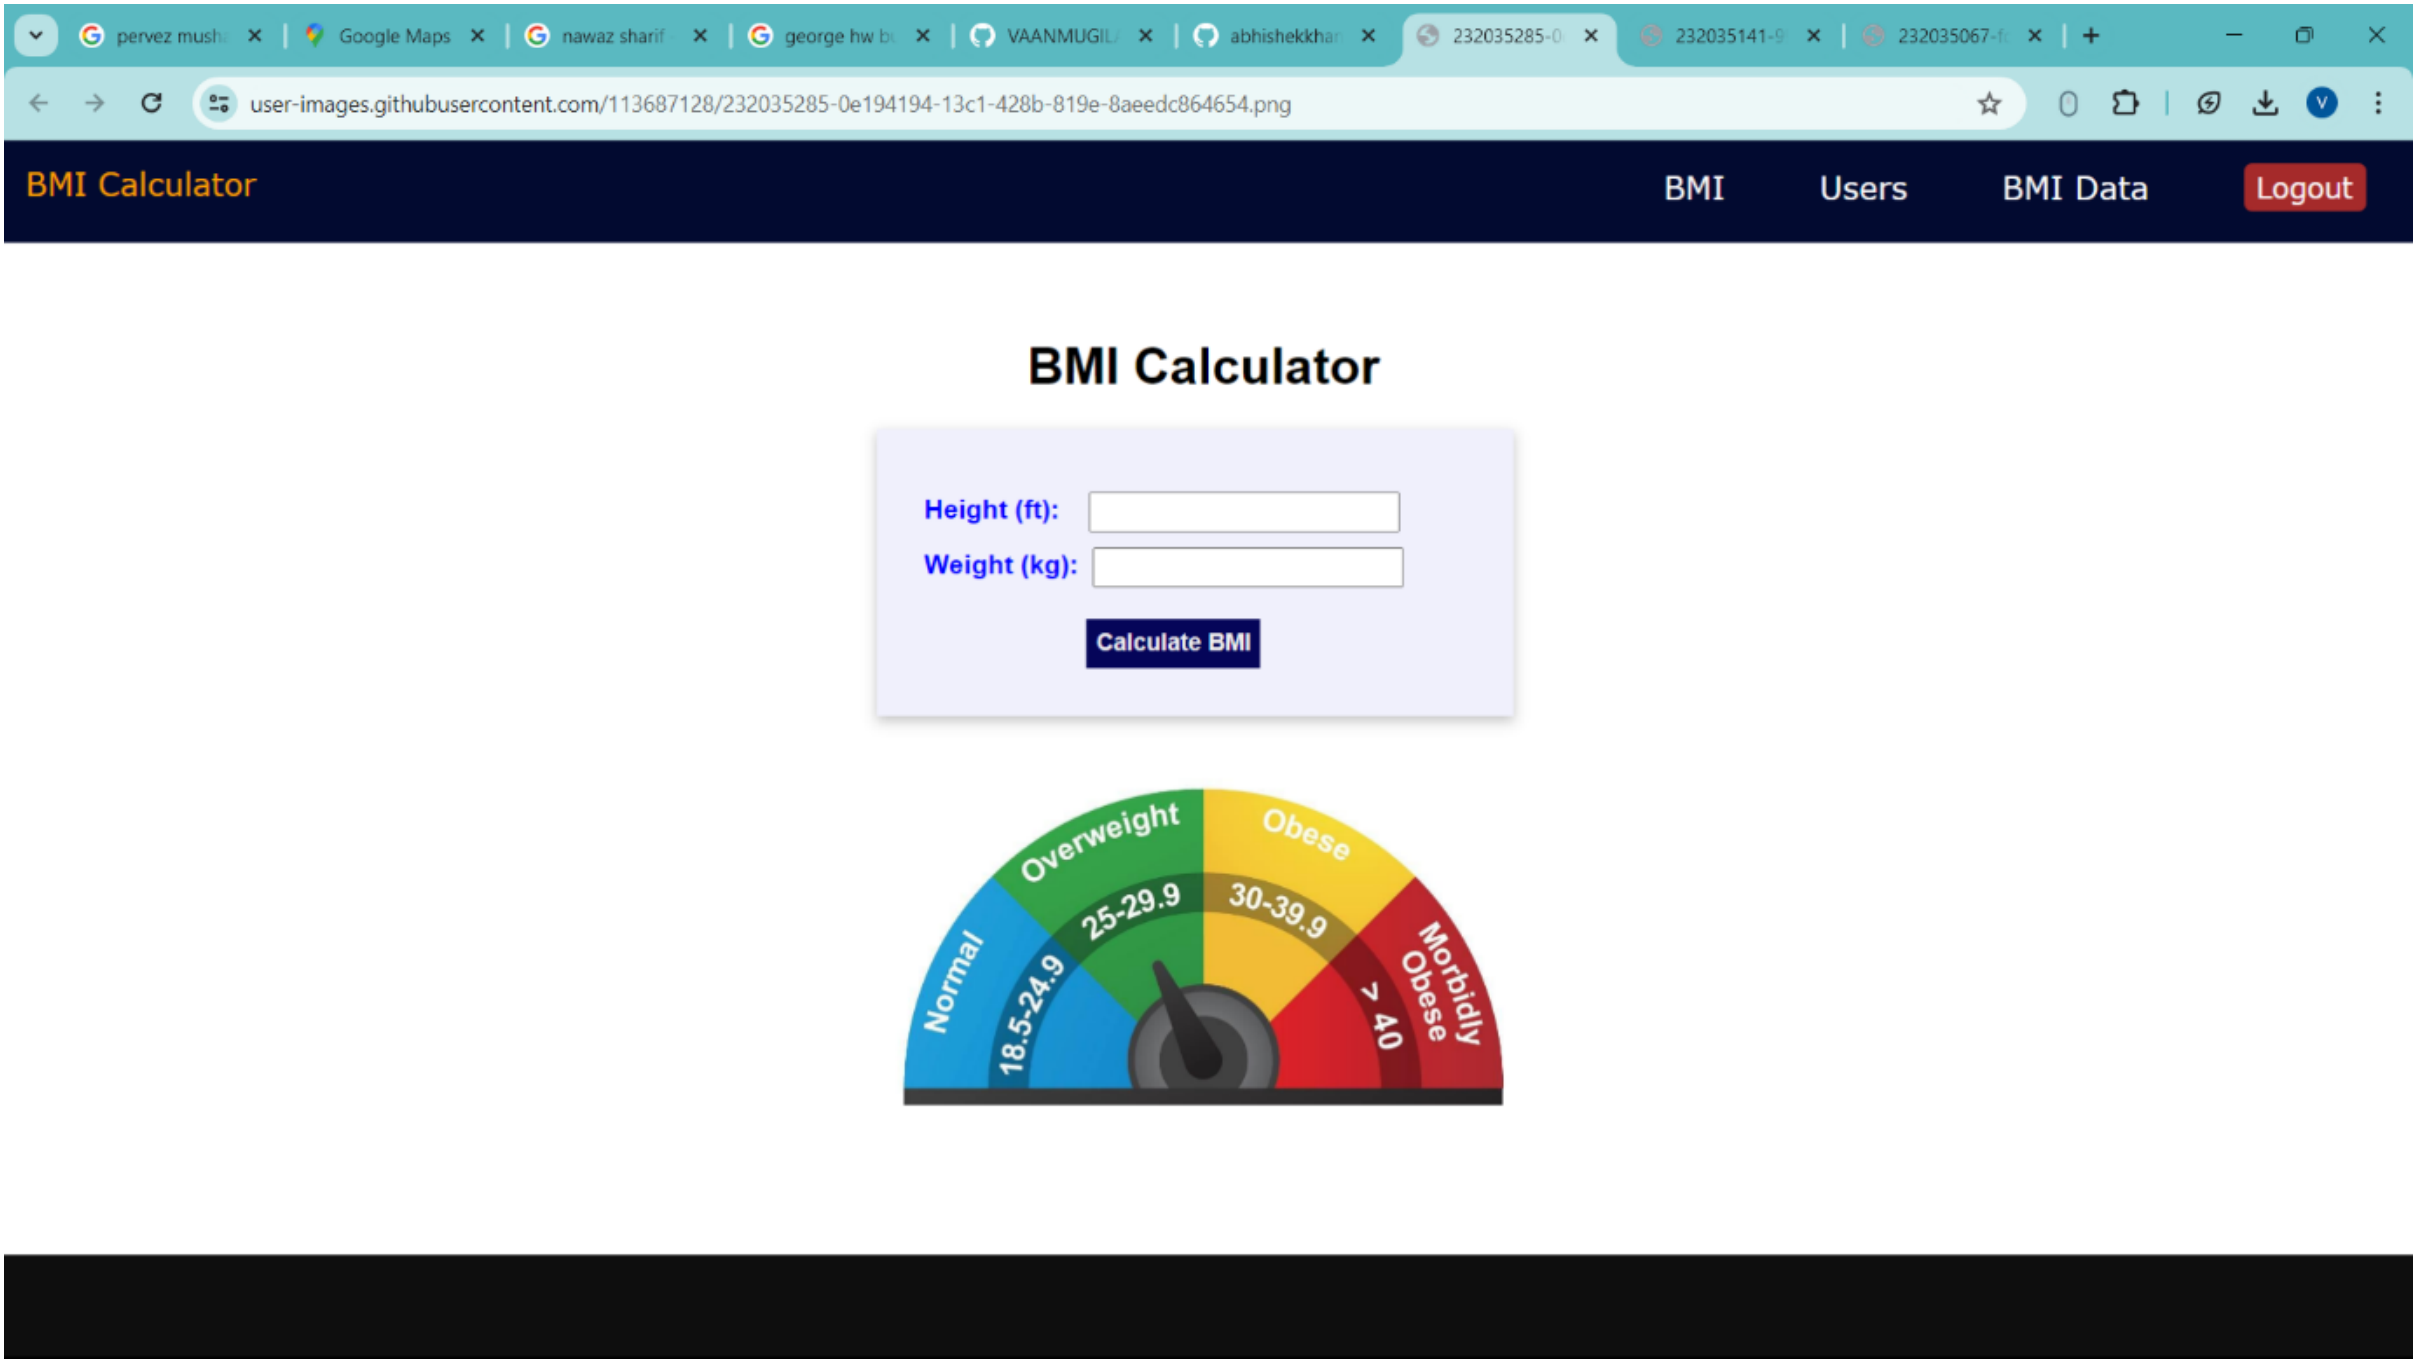 pervez mush
Google Maps
nawaz sharif
george hw bu
VAANMUGIL
abhishekkhar
232035285-0
232035141-9
232035067-f
user-images.githubusercontent.com/113687128/232035285-0e194194-13c1-428b-819e-8aeedc864654.png
V
BMI Calculator
BMI
Users
BMI Data
Logout
BMI Calculator
Height (ft):
Weight (kg):
Calculate BMI
Normal
18.5-24.9
Overweight
25-29.9
Obese
30-39.9
Morbidly
Obese
> 40